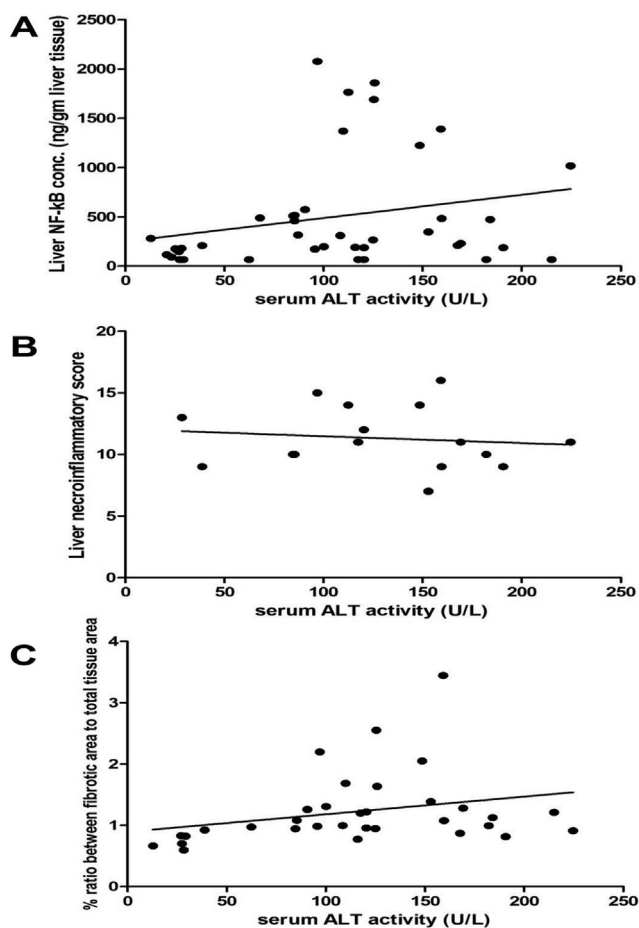 A
Liver NF-kB conc. (ng/gm liver tissue)
2500
2000
1500
1000
500
0
0 50 100 150 200 250
serum ALT activity (U/L)
B
Liver necroinflammatory score
20
15
10
5
0
0 50 100 150 200 250
serum ALT activity (U/L)
C
% ratio between fibrotic area to total tissue area
4
3
2
1
0
0 50 100 150 200 250
serum ALT activity (U/L)